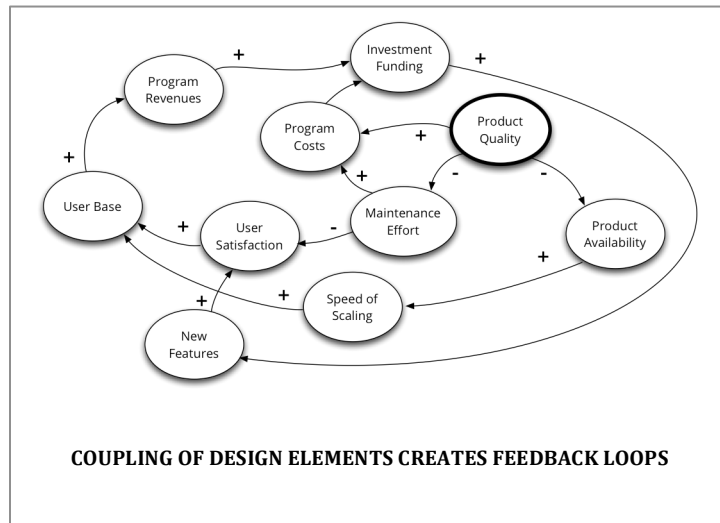 +
Investment
Funding
+
Program
Revenues
Program
Costs
+
Product
Quality
+
+
-
-
User Base
+
User
Satisfaction
-
Maintenance
Effort
Product
Availability
+
+
Speed of
Scaling
+
New
Features
COUPLING OF DESIGN ELEMENTS CREATES FEEDBACK LOOPS